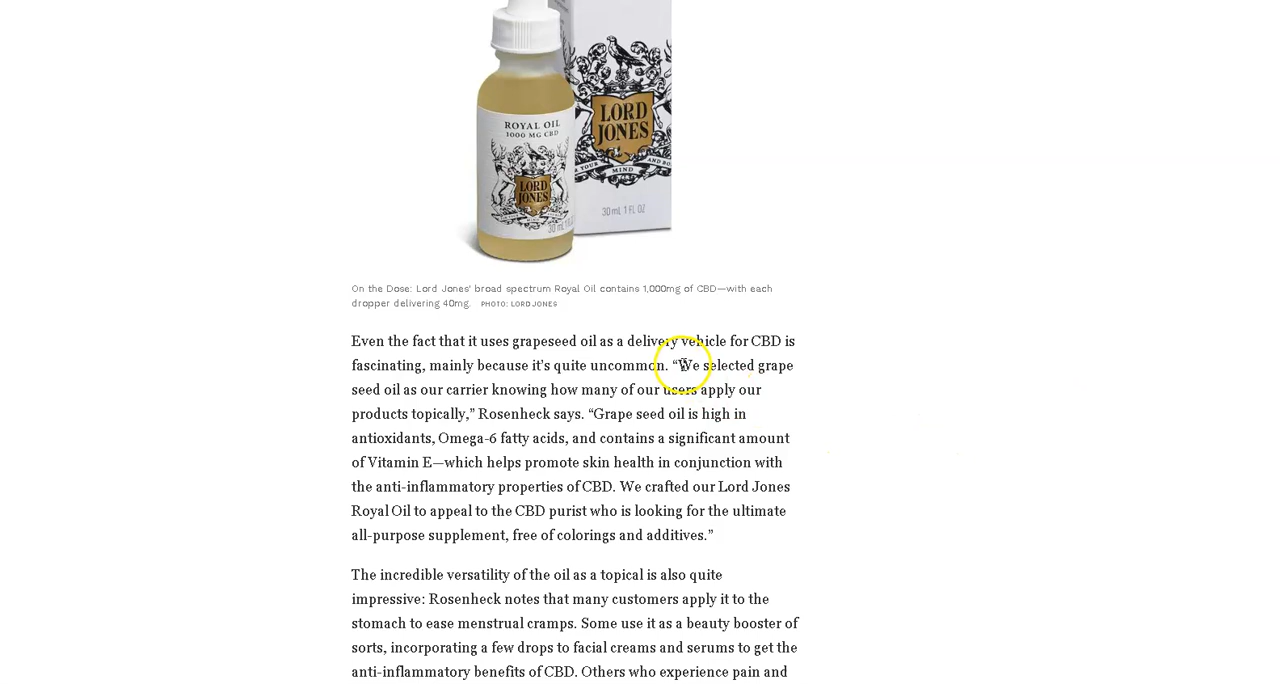 ROYAL OIL
1000 MG CBD
LORD
JONES
30 mL 1
LORD
JONES
YOUR
MIND
AND BO
30 mL 1 FL OZ
On the Dose: Lord Jones' broad spectrum Royal Oil contains 1,000mg of CBD—with each
dropper delivering 40mg. PHOTO: LORD JONES
Even the fact that it uses grapeseed oil as a delivery vehicle for CBD is
fascinating, mainly because it's quite uncommon. “We selected grape
seed oil as our carrier knowing how many of our users apply our
products topically,” Rosenheck says. “Grape seed oil is high in
antioxidants, Omega-6 fatty acids, and contains a significant amount
of Vitamin E—which helps promote skin health in conjunction with
the anti-inflammatory properties of CBD. We crafted our Lord Jones
Royal Oil to appeal to the CBD purist who is looking for the ultimate
all-purpose supplement, free of colorings and additives.”
The incredible versatility of the oil as a topical is also quite
impressive: Rosenheck notes that many customers apply it to the
stomach to ease menstrual cramps. Some use it as a beauty booster of
sorts, incorporating a few drops to facial creams and serums to get the
anti-inflammatory benefits of CBD. Others who experience pain and